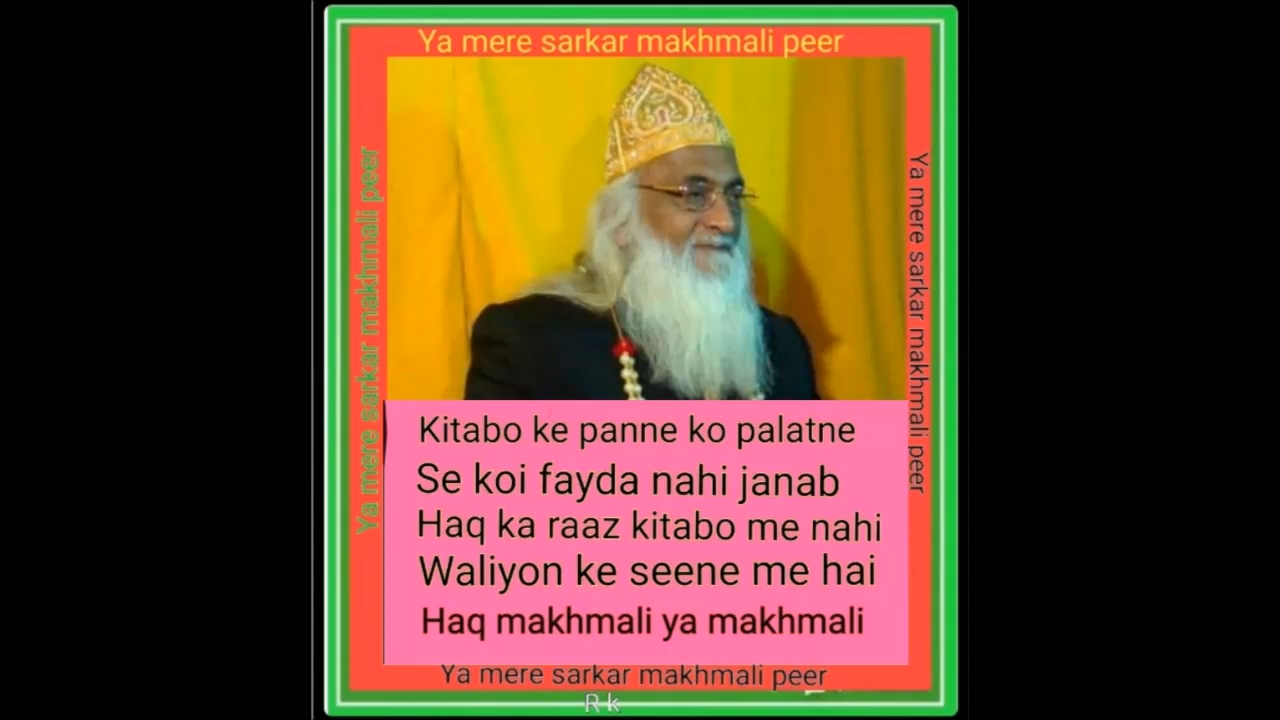 Ya mere sarkar makhmali peer
Ya mere sarkar makhmali peer
Ya mere sarkar makhmali peer
Kitabo ke panne ko palatne
Se koi fayda nahi janab
Haq ka raaz kitabo me nahi
Waliyon ke seene me hai
Haq makhmali ya makhmali
Ya mere sarkar makhmali peer
R k